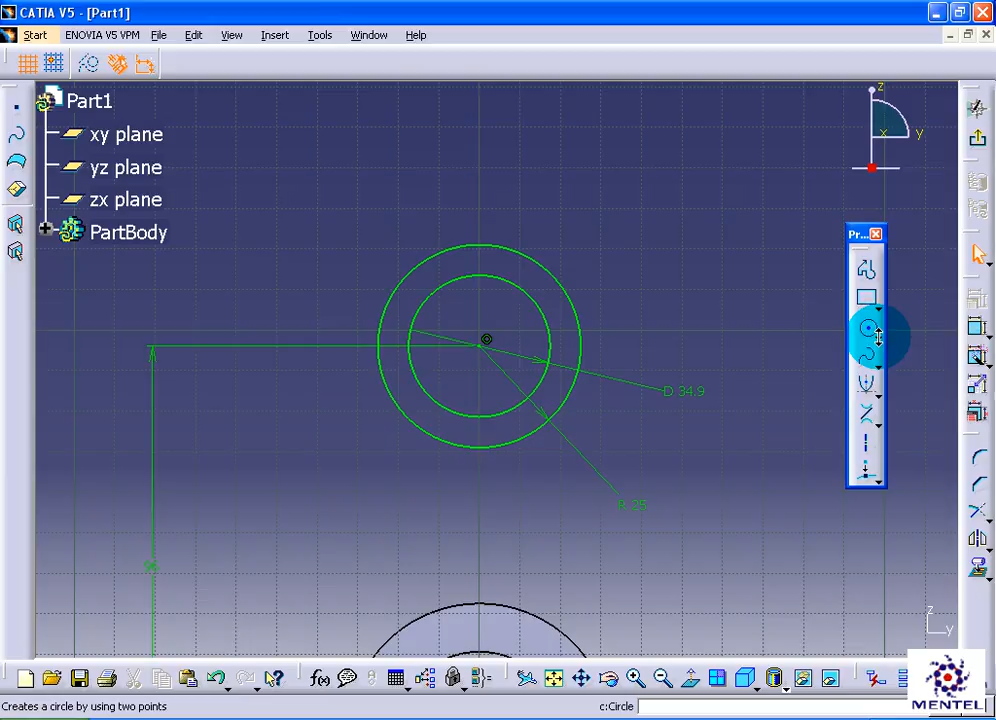 CATIA V5 - [Part1]
Start ENOVIA V5 VPM File Edit View Insert Tools Window Help
Part1
xy plane
yz plane
zx plane
PartBody
z
x y
Pr...
D 34.9
R 25
z
y
f(x)
MENTEL
Creates a circle by using two points
c:Circle